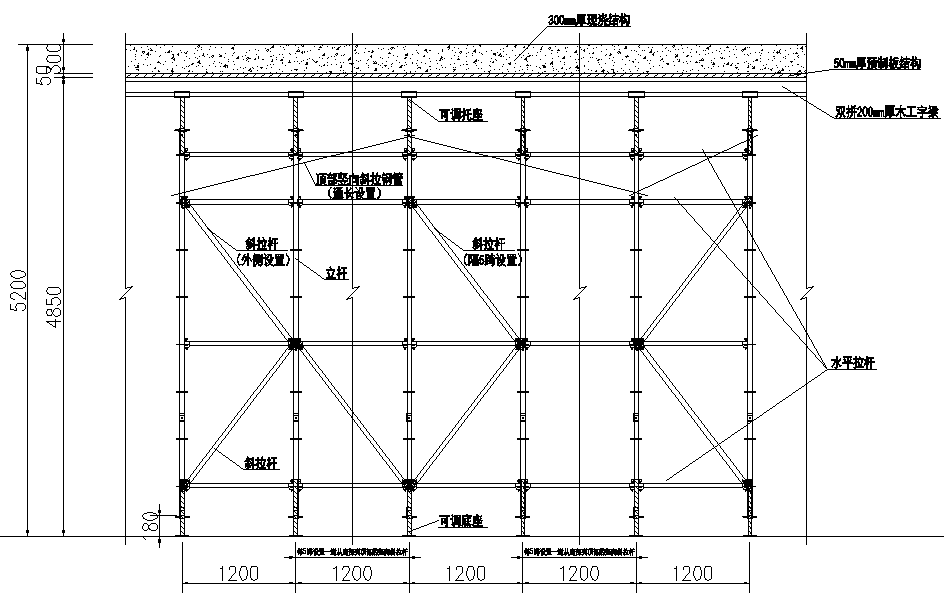 300mm厚现浇结构
300
50
50mm厚预制板结构
双拼200mm厚木工字梁
可调托座
顶部竖向斜拉钢管
(通长设置)
斜拉杆
(外侧设置)
斜拉杆
(隔6跨设置)
立杆
5200
4850
水平拉杆
斜拉杆
180
可调底座
1200
1200
1200
1200
1200